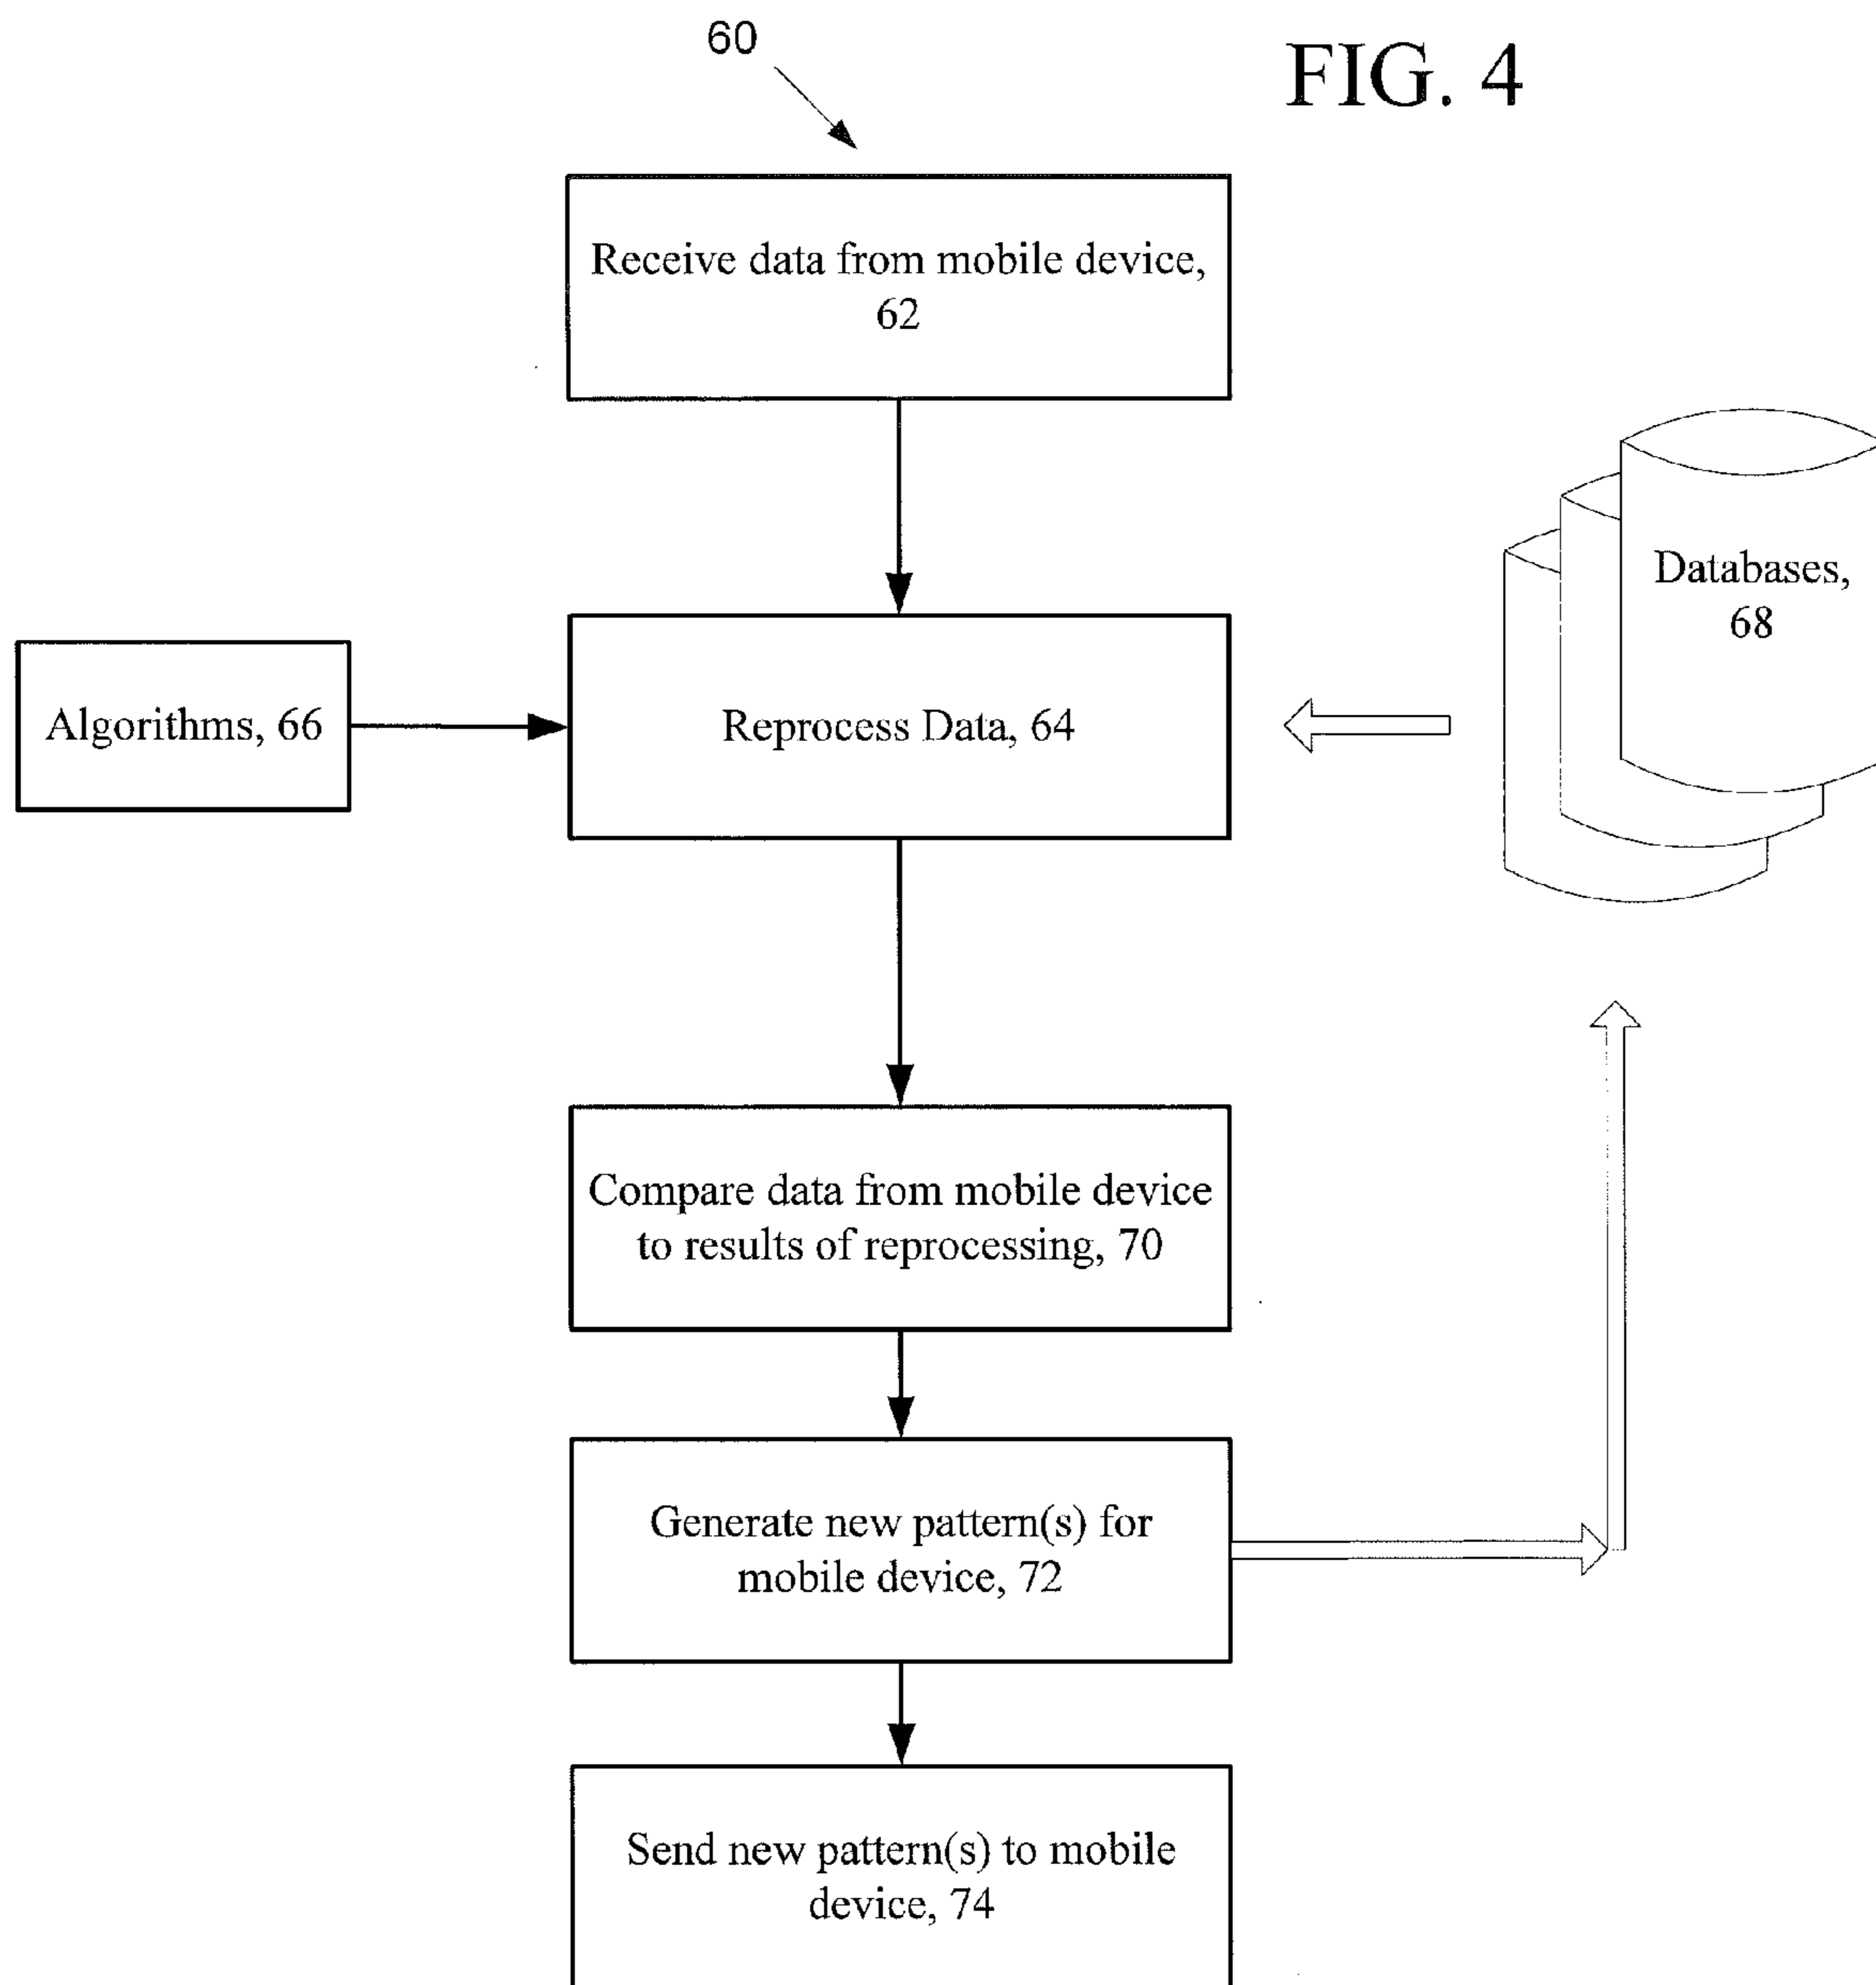 60
FIG. 4
Receive data from mobile device,
62
Databases,
68
Algorithms, 66
Reprocess Data, 64
Compare data from mobile device
to results of reprocessing, 70
Generate new pattern(s) for
mobile device, 72
Send new pattern(s) to mobile
device, 74